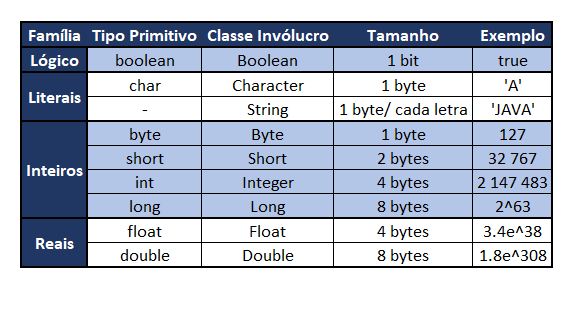 Família Tipo Primitivo Classe Invólucro Tamanho Exemplo
Lógico boolean Boolean 1 bit true
Literais char Character 1 byte 'A'
- String 1 byte/ cada letra 'JAVA'
Inteiros byte Byte 1 byte 127
short Short 2 bytes 32 767
int Integer 4 bytes 2 147 483
long Long 8 bytes 2^63
Reais float Float 4 bytes 3.4e^38
double Double 8 bytes 1.8e^308